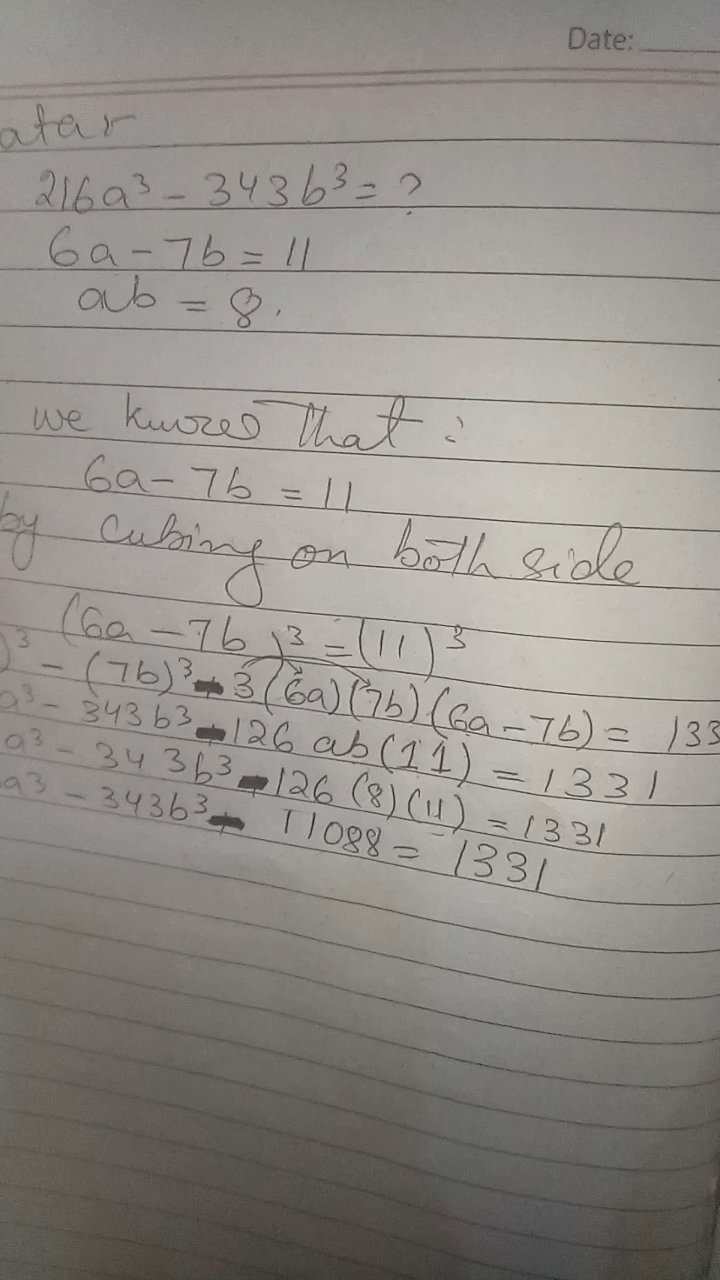 Date:
atar
216a³ - 343b³ = ?
6a - 7b = 11
ab = 8.
we knwoes that :
6a - 7b = 11
by cubing on both side
(6a - 7b)³ = (11)³
)³ - (7b)³ - 3(6a)(7b)(6a - 7b) = 133
a³ - 343b³ - 126 ab(11) = 1331
a³ - 343b³ - 126 (8)(11) = 1331
a³ - 343b³ - 11088 = 1331